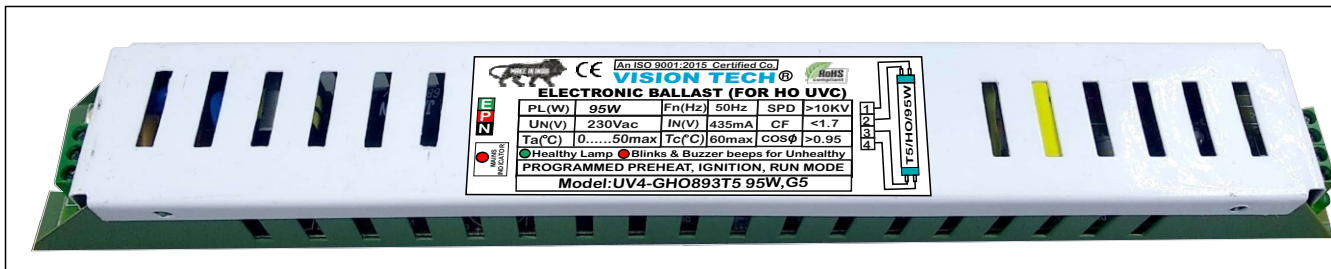 MAKE IN INDIA
CE
An ISO 9001:2015 Certified Co.
VISION TECH®
RoHS
compliant
ELECTRONIC BALLAST (FOR HO UVC)
E
P
N
PL(W) 95W Fn(Hz) 50Hz SPD >10KV
UN(V) 230Vac IN(V) 435mA CF <1.7
Ta(°C) 0......50max Tc(°C) 60max COSϕ >0.95
Healthy Lamp Blinks & Buzzer beeps for Unhealthy
MAINS
INDICATOR
PROGRAMMED PREHEAT, IGNITION, RUN MODE
Model:UV4-GHO893T5 95W,G5
1
2
3
4
T5/HO/95W